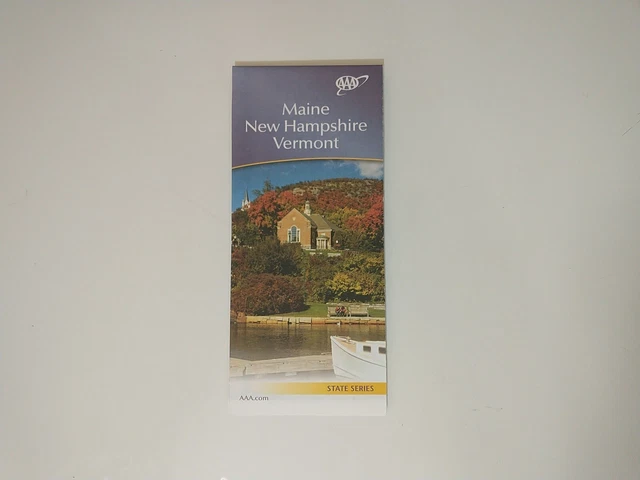 AAA
Maine
New Hampshire
Vermont
STATE SERIES
AAA.com